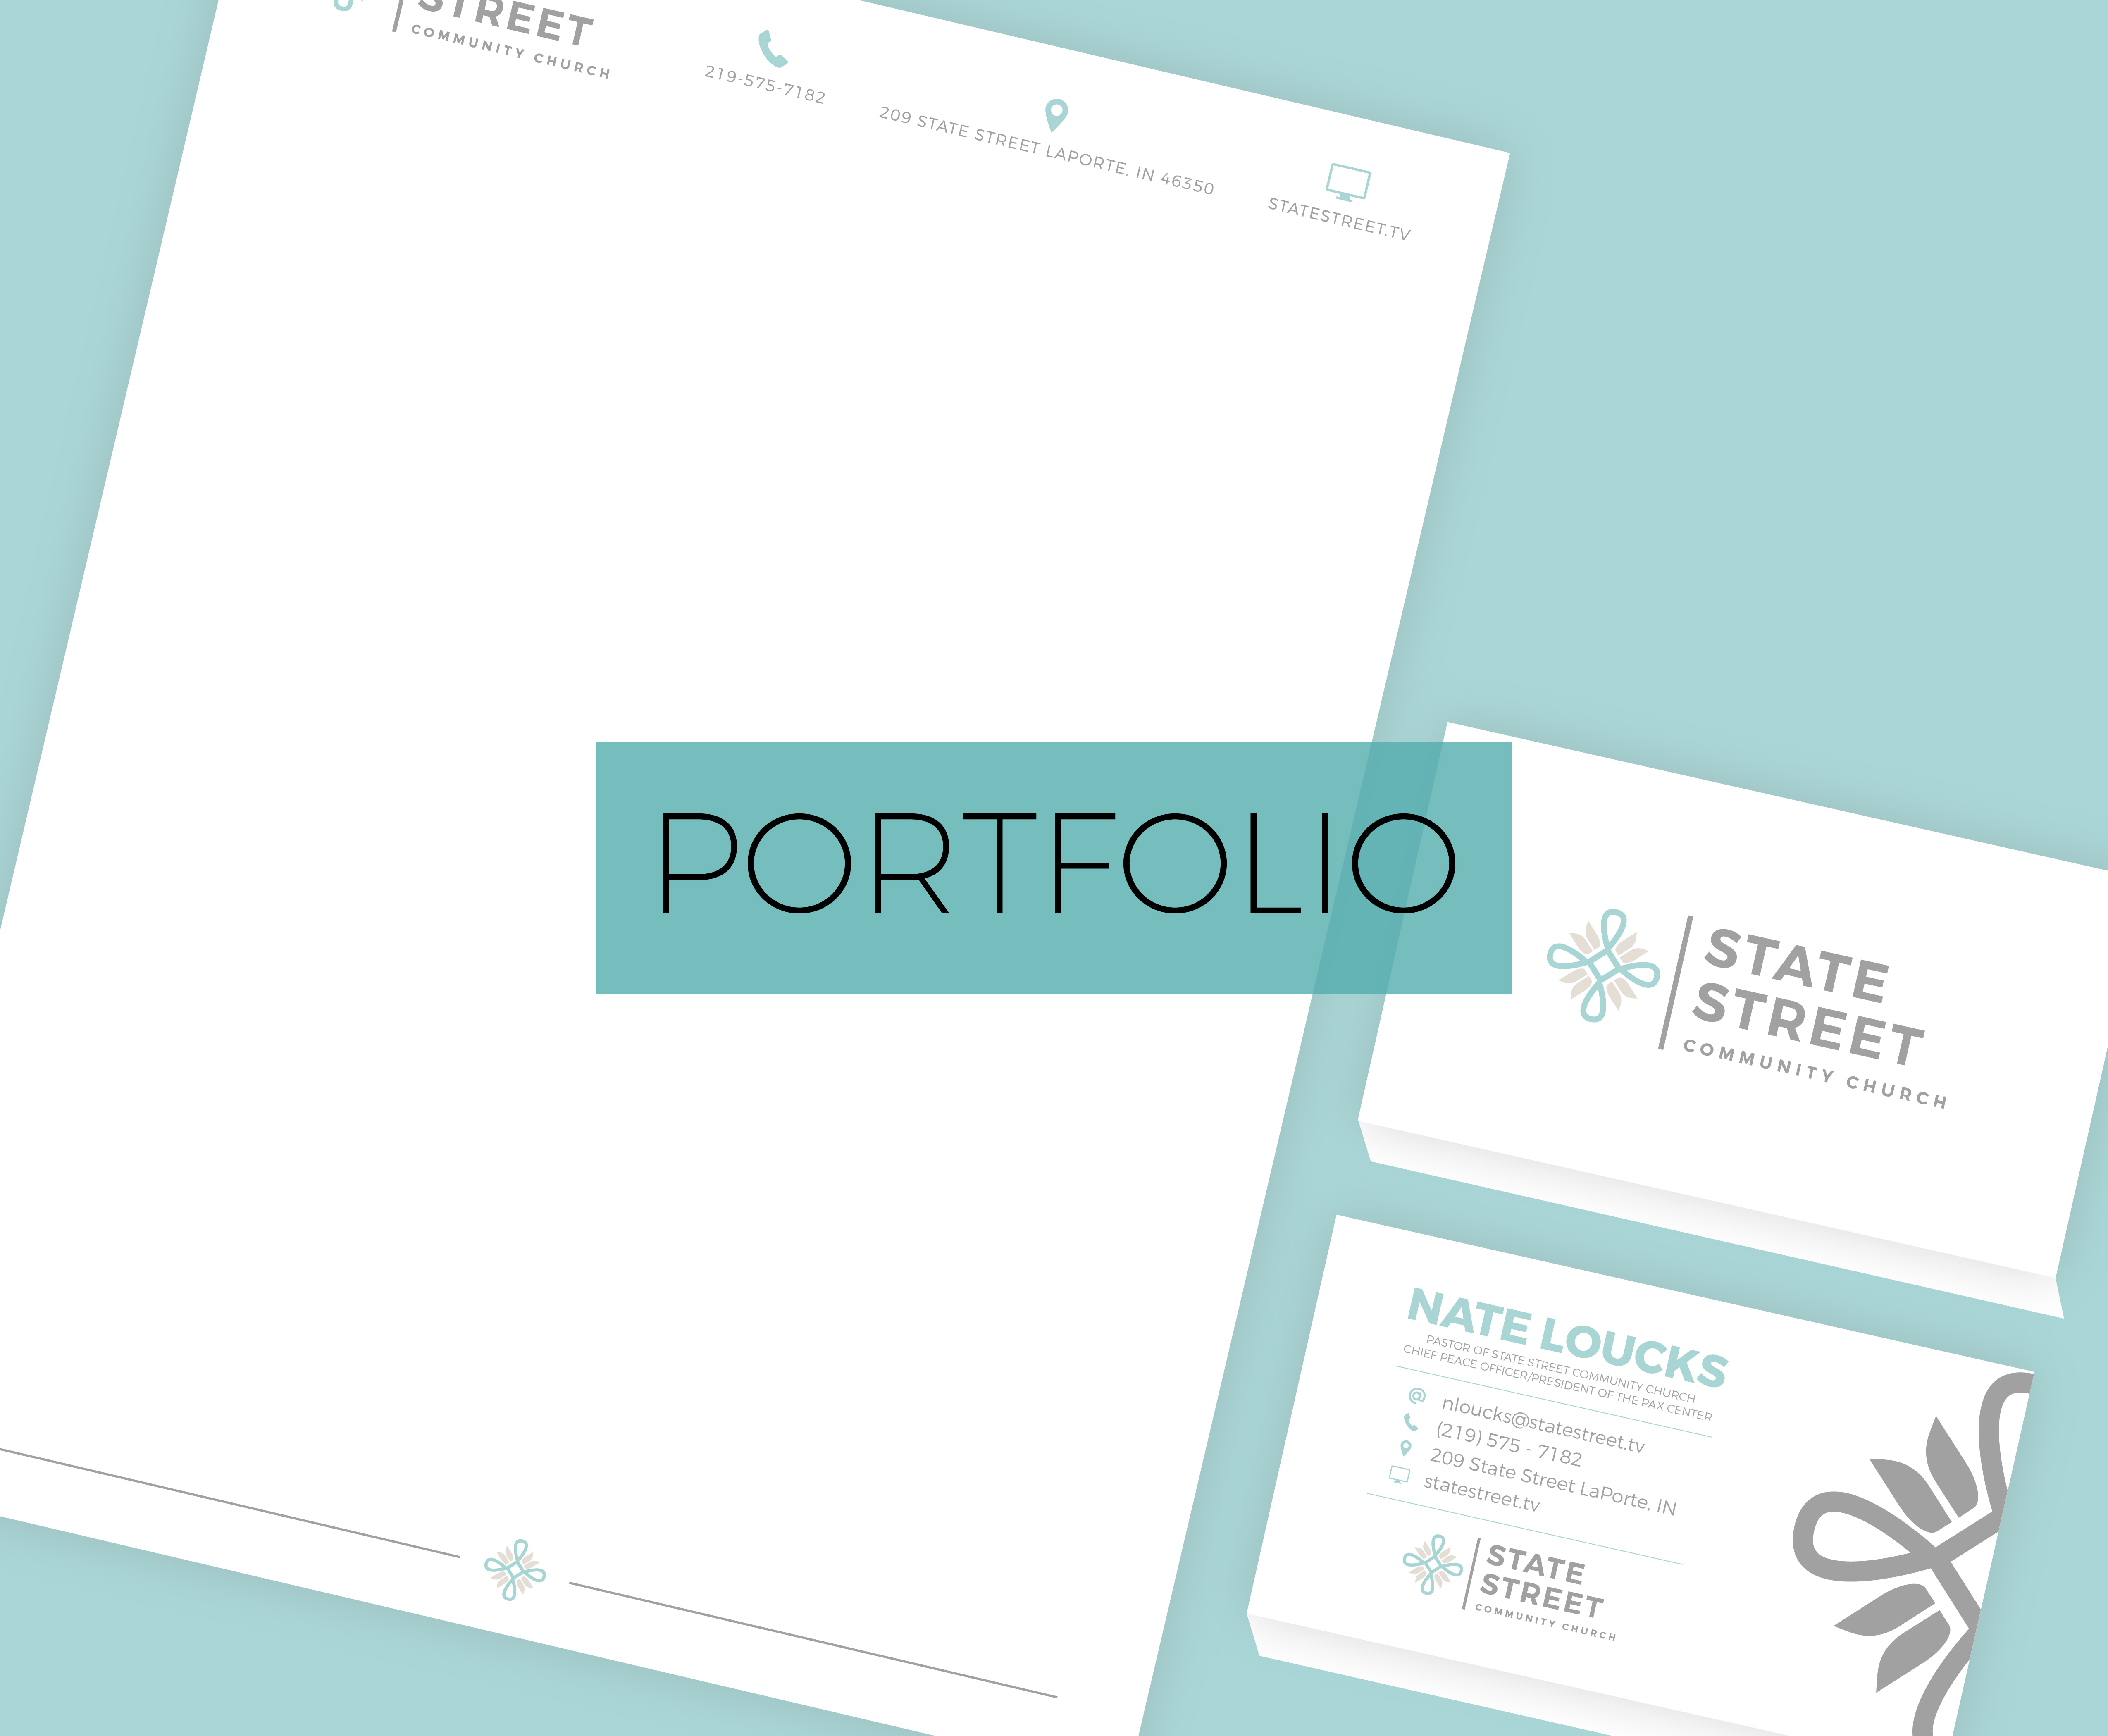 STREET
COMMUNITY CHURCH
219-575-7182
209 STATE STREET LAPORTE, IN 46350
STATESTREET.TV
PORTFOLIO
STATE
STREET
COMMUNITY CHURCH
NATE LOUCKS
PASTOR OF STATE STREET COMMUNITY CHURCH
CHIEF PEACE OFFICER/PRESIDENT OF THE PAX CENTER
@ nloucks@statestreet.tv
(219) 575 - 7182
209 State Street LaPorte, IN
statestreet.tv
STATE
STREET
COMMUNITY CHURCH